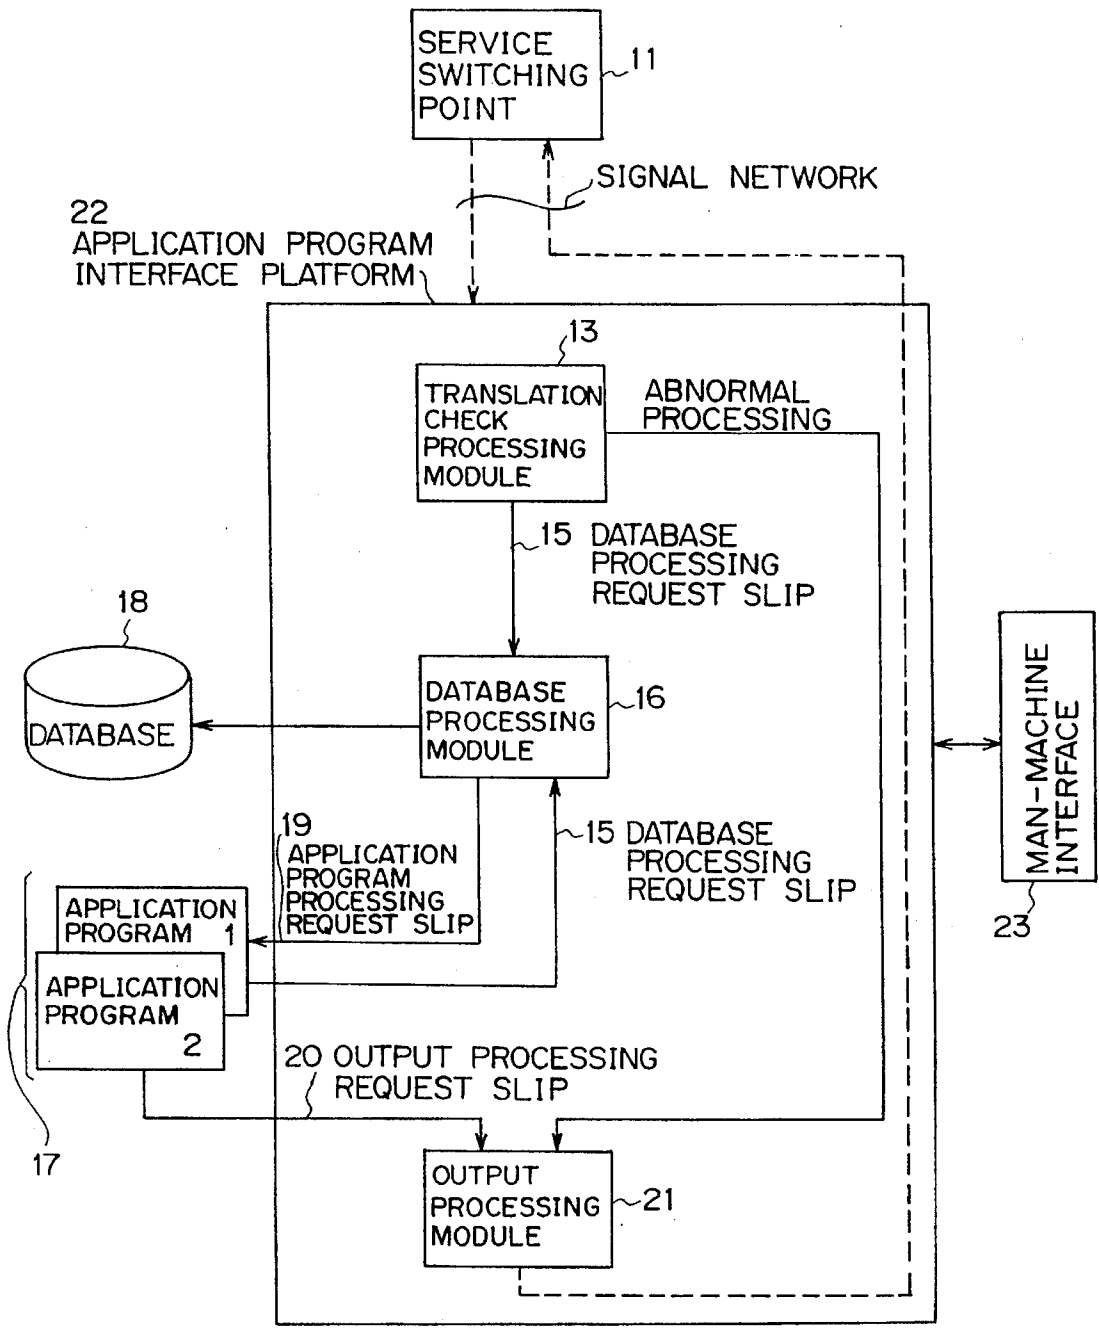 SERVICE
SWITCHING
POINT
11
SIGNAL NETWORK
22
APPLICATION PROGRAM
INTERFACE PLATFORM
13
TRANSLATION
CHECK
PROCESSING
MODULE
ABNORMAL
PROCESSING
15 DATABASE
PROCESSING
REQUEST SLIP
18
DATABASE
DATABASE
PROCESSING
MODULE
16
MAN-MACHINE
INTERFACE
23
19
APPLICATION
PROGRAM
PROCESSING
REQUEST SLIP
15 DATABASE
PROCESSING
REQUEST SLIP
APPLICATION
PROGRAM 1
APPLICATION
PROGRAM
2
17
20 OUTPUT PROCESSING
REQUEST SLIP
OUTPUT
PROCESSING
MODULE
21